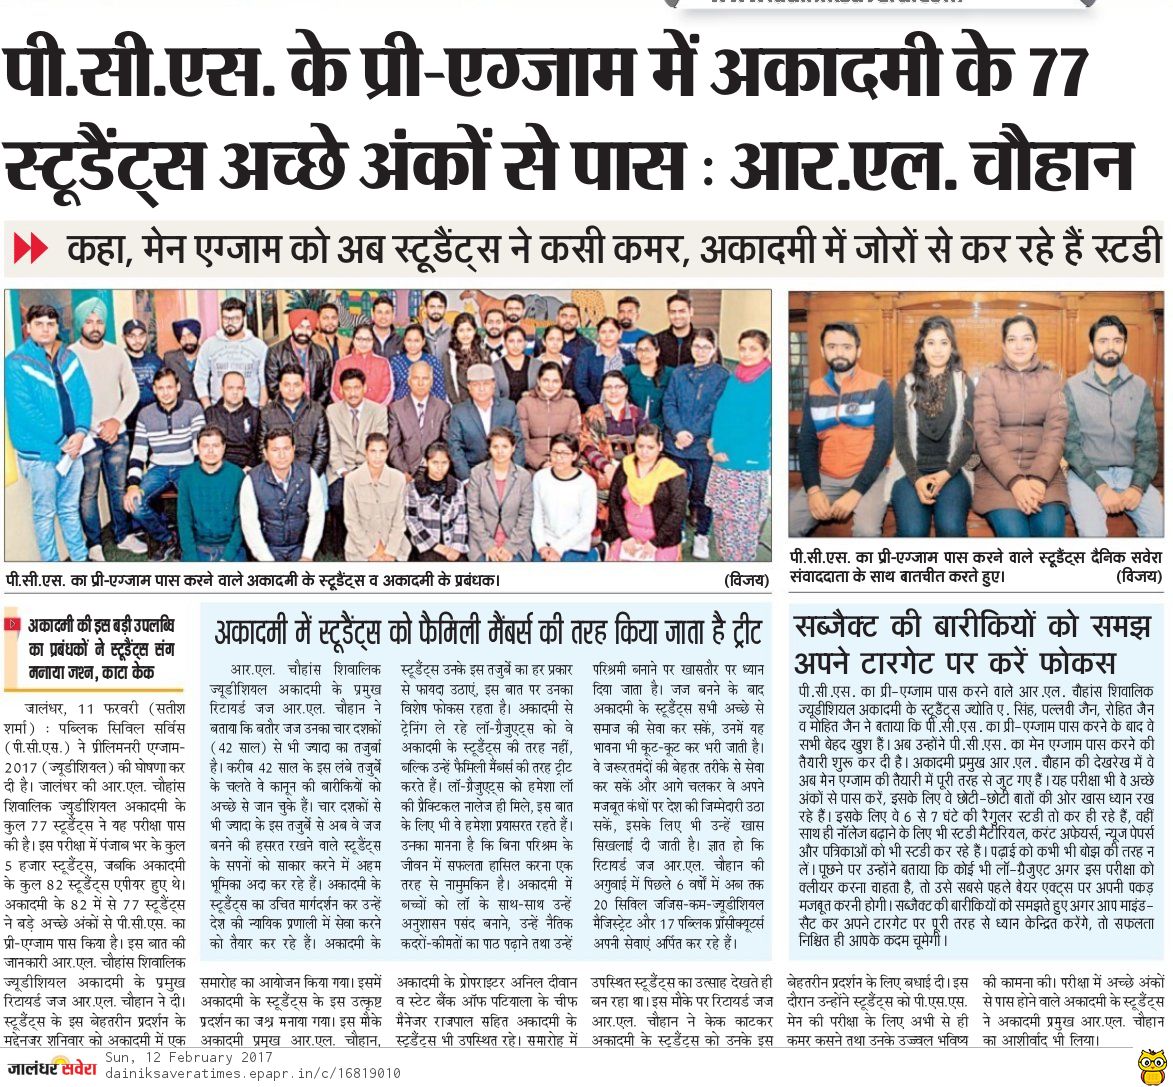 पी.सी.एस. के प्री-एग्जाम में अकादमी के 77
स्टूडैंट्स अच्छे अंकों से पास : आर.एल. चौहान
कहा, मेन एग्जाम को अब स्टूडैंट्स ने कसी कमर, अकादमी में जोरों से कर रहे हैं स्टडी
पी.सी.एस. का प्री-एग्जाम पास करने वाले अकादमी के स्टूडैंट्स व अकादमी के प्रबंधक। (विजय)
पी.सी.एस. का प्री-एग्जाम पास करने वाले स्टूडैंट्स दैनिक सवेरा
संवाददाता के साथ बातचीत करते हुए। (विजय)
अकादमी की इस बड़ी उपलब्धि
का प्रबंधकों ने स्टूडैंट्स संग
मनाया जश्न, काटा केक
जालंधर, 11 फरवरी (सतीश
शर्मा) : पब्लिक सिविल सर्विस
(पी.सी.एस.) ने प्रीलिमनरी एग्जाम-
2017 (ज्यूडीशियल) की घोषणा कर
दी है। जालंधर की आर.एल. चौहांस
शिवालिक ज्युडीशियल अकादमी के
कुल 77 स्टूडेंट्स ने यह परीक्षा पास
की है। इस परीक्षा में पंजाब भर के कुल
5 हजार स्टूडैंट्स, जबकि अकादमी
के कुल 82 स्टूडैंट्स एपीयर हुए थे।
अकादमी के 82 में से 77 स्टूडैंट्स
ने बड़े अच्छे अंकों से पी.सी.एस. का
प्री-एग्जाम पास किया है। इस बात की
जानकारी आर.एल. चौहांस शिवालिक
ज्यूडीशियल अकादमी के प्रमुख
रिटायर्ड जज आर.एल. चौहान ने दी।
स्टूडैंट्स के इस बेहतरीन प्रदर्शन के
मद्देनजर शनिवार को अकादमी में एक
अकादमी में स्टूडैंट्स को फैमिली मैंबर्स की तरह किया जाता है ट्रीट
आर.एल. चौहांस शिवालिक
ज्यूडीशियल अकादमी के प्रमुख
रिटायर्ड जज आर.एल. चौहान ने
बताया कि बतौर जज उनका चार दशकों
(42 साल) से भी ज्यादा का तजुर्बा
है। करीब 42 साल के इस लंबे तजुर्बे
के चलते वे कानून की बारीकियों को
अच्छे से जान चुके हैं। चार दशकों से
भी ज्यादा के इस तजुर्बे से अब वे जज
बनने की हसरत रखने वाले स्टूडैंट्स
के सपनों को साकार करने में अहम
भूमिका अदा कर रहे हैं। अकादमी के
स्टूडैंट्स का उचित मार्गदर्शन कर उन्हें
देश की न्यायिक प्रणाली में सेवा करने
को तैयार कर रहे हैं। अकादमी के
स्टूडैंट्स उनके इस तजुर्बे का हर प्रकार
से फायदा उठाएं, इस बात पर उनका
विशेष फोकस रहता है। अकादमी से
ट्रेनिंग ले रहे लॉ-ग्रैजुएट्स को वे
अकादमी के स्टूडैंट्स की तरह नहीं,
बल्कि उन्हें फैमिली मैंबर्स की तरह ट्रीट
करते हैं। लॉ-ग्रैजुएट्स को हमेशा लॉ
की प्रैक्टिकल नालेज ही मिले, इस बात
के लिए भी वे हमेशा प्रयासरत रहते हैं।
उनका मानना है कि बिना परिश्रम के
जीवन में सफलता हासिल करना एक
तरह से नामुमकिन है। अकादमी में
बच्चों को लॉ के साथ-साथ उन्हें
अनुशासन पसंद बनाने, उन्हें नैतिक
कदरों-कीमतों का पाठ पढ़ाने तथा उन्हें
परिश्रमी बनाने पर खासतौर पर ध्यान
दिया जाता है। जज बनने के बाद
अकादमी के स्टूडैंट्स सभी अच्छे से
समाज की सेवा कर सकें, उनमें यह
भावना भी कूट-कूट कर भरी जाती है।
वे जरूरतमंदों की बेहतर तरीके से सेवा
कर सकें और आगे चलकर वे अपने
मजबूत कंधों पर देश की जिम्मेदारी उठा
सकें, इसके लिए भी उन्हें खास
सिखलाई दी जाती है। ज्ञात हो कि
रिटायर्ड जज आर.एल. चौहान की
अगुवाई में पिछले 6 वर्षों में अब तक
20 सिविल जजिस-कम-ज्यूडीशियल
मैजिस्ट्रेट और 17 पब्लिक प्रॉसीक्यूटर्स
अपनी सेवाएं अर्पित कर रहे हैं।
सब्जैक्ट की बारीकियों को समझ
अपने टारगेट पर करें फोकस
पी.सी.एस. का प्री-एग्जाम पास करने वाले आर.एल. चौहांस शिवालिक
ज्यूडीशियल अकादमी के स्टूडैंट्स ज्योति ए. सिंह, पल्लवी जैन, रोहित जैन
व मोहित जैन ने बताया कि पी.सी.एस. का प्री-एग्जाम पास करने के बाद वे
सभी बेहद खुश हैं। अब उन्होंने पी.सी.एस. का मेन एग्जाम पास करने की
तैयारी शुरू कर दी है। अकादमी प्रमुख आर.एल. चौहान की देखरेख में वे
अब मेन एग्जाम की तैयारी में पूरी तरह से जुट गए हैं। यह परीक्षा भी वे अच्छे
अंकों से पास करें, इसके लिए वे छोटी-छोटी बातों की ओर खास ध्यान रख
रहे हैं। इसके लिए वे 6 से 7 घंटे की रैगुलर स्टडी तो कर ही रहे हैं, वहीं
साथ ही नॉलेज बढ़ाने के लिए भी स्टडी मैटीरियल, करंट अफेयर्स, न्यूज पेपर्स
और पत्रिकाओं को भी स्टडी कर रहे हैं। पढ़ाई को कभी भी बोझ की तरह न
लें। पूछने पर उन्होंने बताया कि कोई भी लॉ-ग्रैजुएट अगर इस परीक्षा को
क्लीयर करना चाहता है, तो उसे सबसे पहले बेयर एक्ट्स पर अपनी पकड़
मजबूत करनी होगी। सब्जैक्ट की बारीकियों को समझते हुए अगर आप माइंड-
सैट कर अपने टारगेट पर पूरी तरह से ध्यान केन्द्रित करेंगे, तो सफलता
निश्चित ही आपके कदम चूमेगी।
समारोह का आयोजन किया गया। इसमें
अकादमी के स्टूडैंट्स के इस उत्कृष्ट
प्रदर्शन का जश्न मनाया गया। इस मौके
अकादमी प्रमुख आर.एल. चौहान,
अकादमी के प्रोपराइटर अनिल दीवान
व स्टेट बैंक ऑफ पटियाला के चीफ
मैनेजर राजपाल सहित अकादमी के
स्टूडैंट्स भी उपस्थित रहे। समारोह में
उपस्थित स्टूडैंट्स का उत्साह देखते ही
बन रहा था। इस मौके पर रिटायर्ड जज
आर.एल. चौहान ने केक काटकर
अकादमी के स्टूडैंट्स को उनके इस
बेहतरीन प्रदर्शन के लिए बधाई दी। इस
दौरान उन्होंने स्टूडैंट्स को पी.एस.एस.
मेन की परीक्षा के लिए अभी से ही
कमर कसने तथा उनके उज्ज्वल भविष्य
की कामना की। परीक्षा में अच्छे अंकों
से पास होने वाले अकादमी के स्टूडैंट्स
ने अकादमी प्रमुख आर.एल. चौहान
का आशीर्वाद भी लिया।
जालंधर सवेरा
Sun, 12 February 2017
dainiksaveratimes.epapr.in/c/16819010